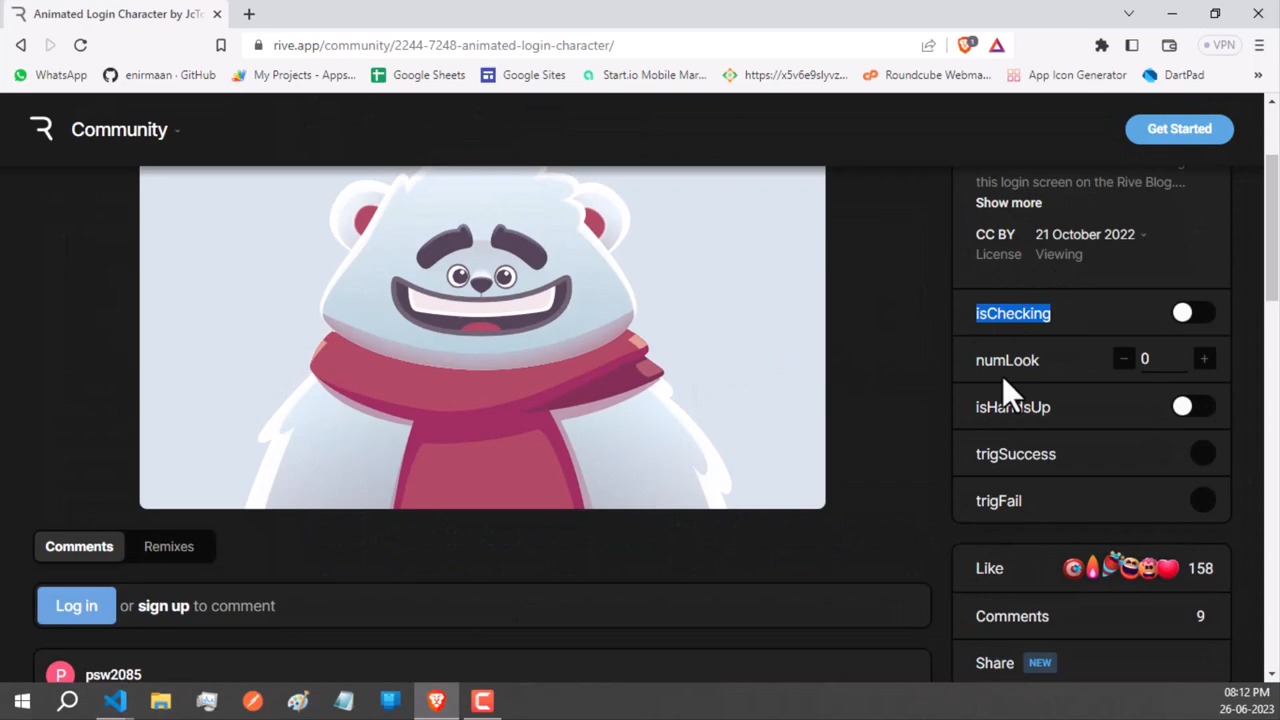 Animated Login Character by JcTo
rive.app/community/2244-7248-animated-login-character/
1
VPN
WhatsApp
enirmaan · GitHub
My Projects - Apps...
Google Sheets
Google Sites
Start.io Mobile Mar...
https://x5v6e9slyvz...
Roundcube Webma...
App Icon Generator
DartPad
»
Community
Get Started
this login screen on the Rive Blog....
Show more
CC BY
21 October 2022
License
Viewing
isChecking
numLook
0
isHandsUp
trigSuccess
trigFail
Comments
Remixes
Like
158
Log in or sign up to comment
Comments
9
Share
NEW
P
psw2085
08:12 PM
26-06-2023